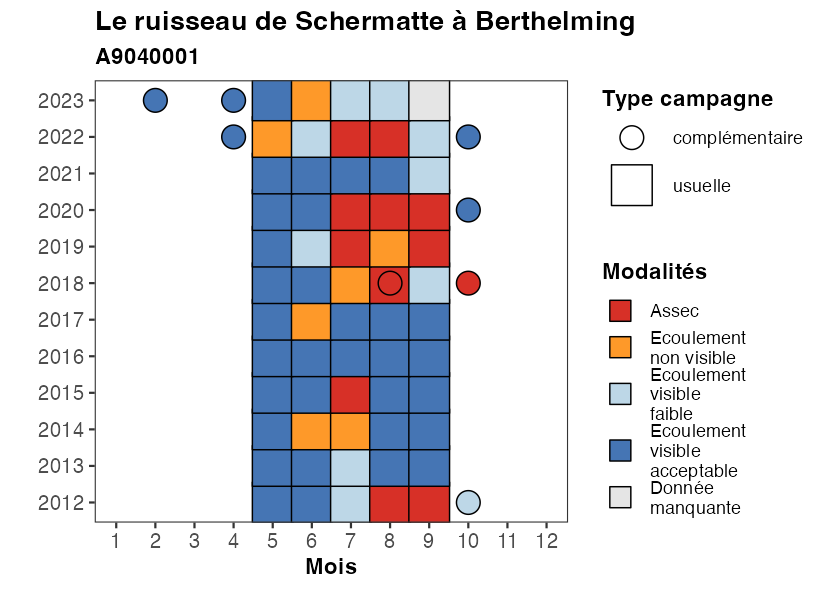 Le ruisseau de Schermatte à Berthelming
A9040001
2023
2022
2021
2020
2019
2018
2017
2016
2015
2014
2013
2012
1 2 3 4 5 6 7 8 9 10 11 12
Mois
Type campagne
complémentaire
usuelle
Modalités
Assec
Ecoulement
non visible
Ecoulement
visible
faible
Ecoulement
visible
acceptable
Donnée
manquante